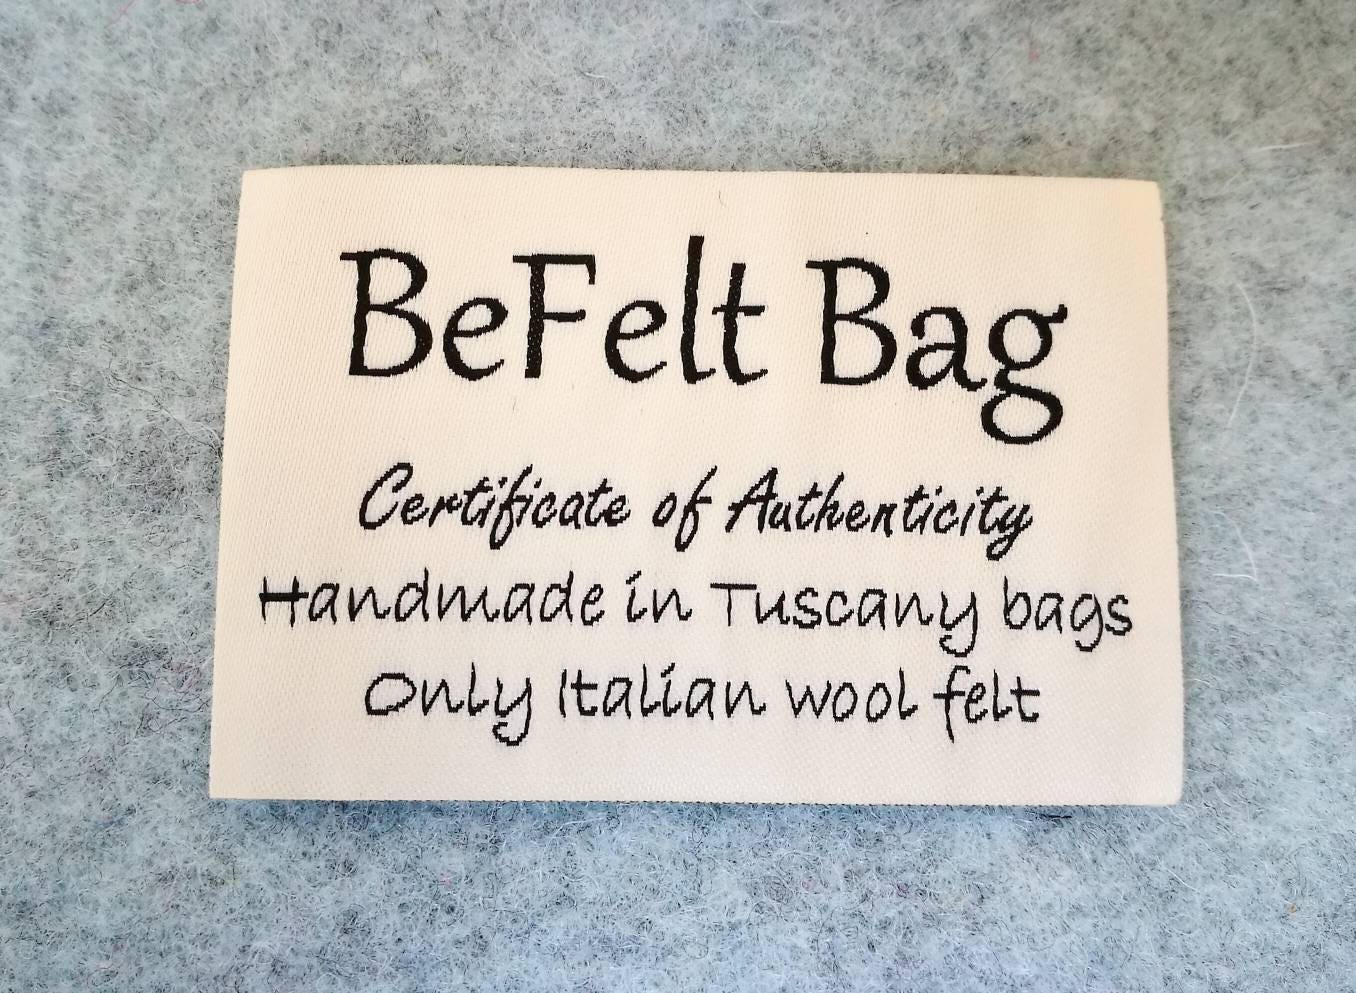 BeFelt Bag
Certificate of Authenticity
Handmade in Tuscany bags
Only Italian wool felt